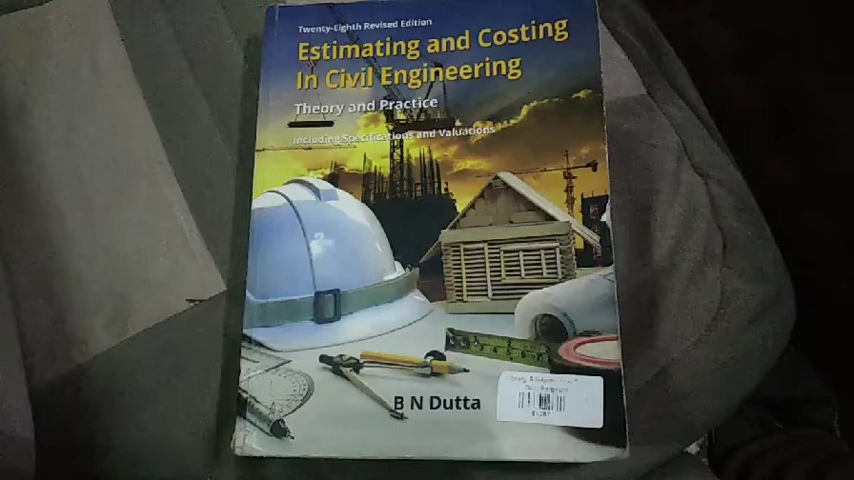 Twenty-Eighth Revised Edition
Estimating and Costing
In Civil Engineering
Theory and Practice
Including Specifications and Valuations
B N Dutta